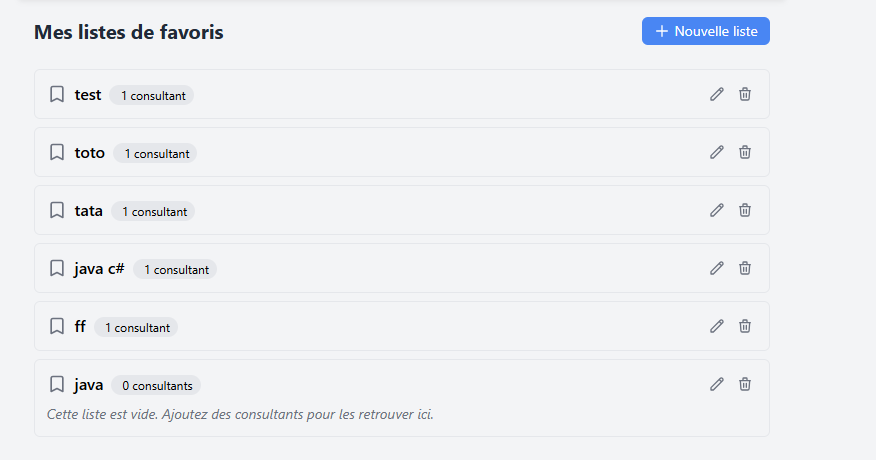 Mes listes de favoris
Nouvelle liste
test 1 consultant
toto 1 consultant
tata 1 consultant
java c# 1 consultant
ff 1 consultant
java 0 consultants
Cette liste est vide. Ajoutez des consultants pour les retrouver ici.